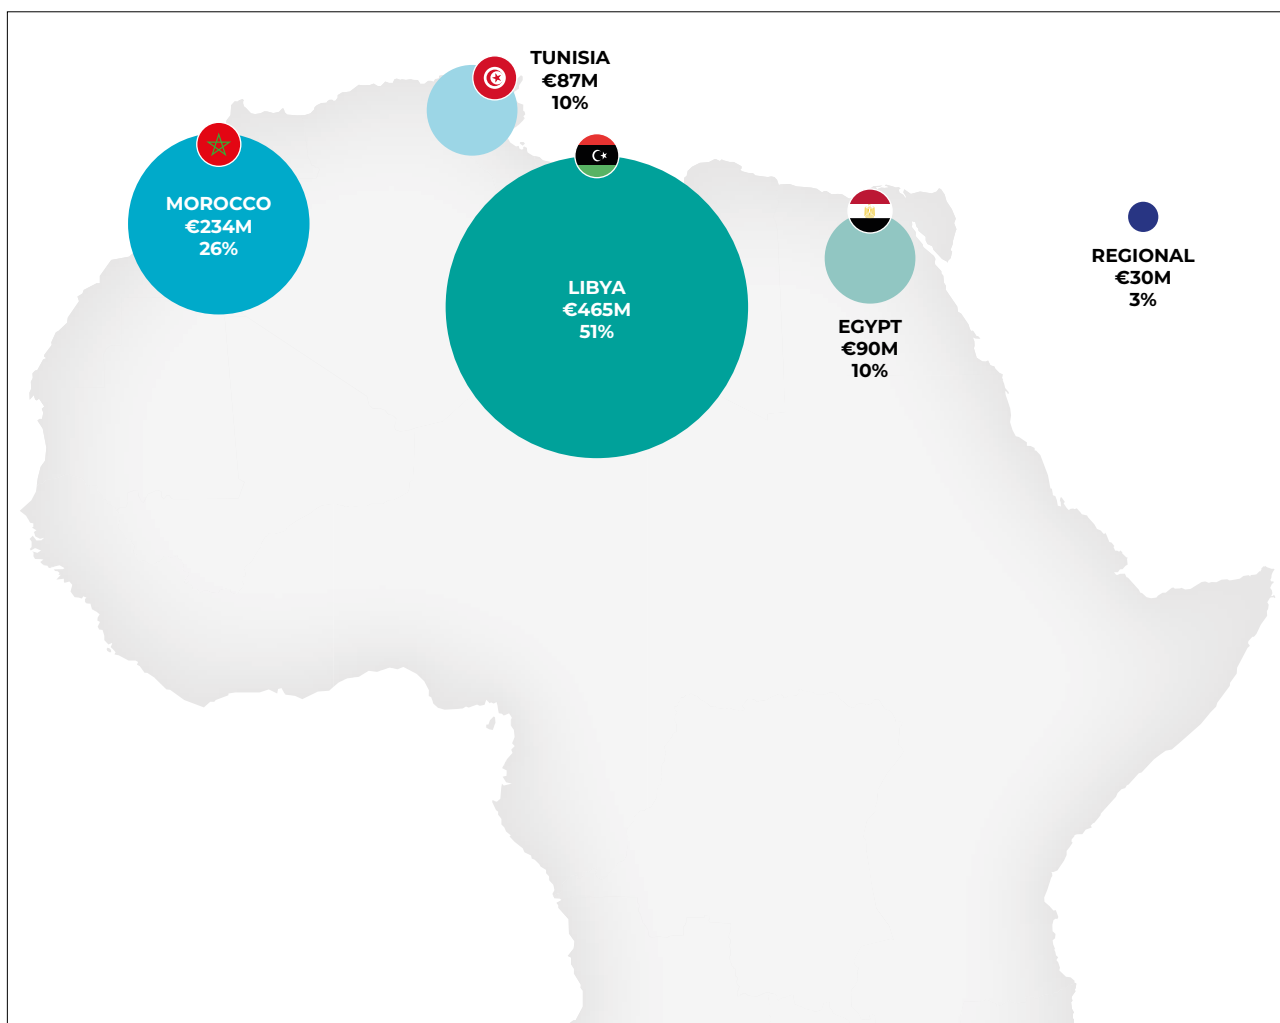 TUNISIA
€87M
10%
MOROCCO
€234M
26%
LIBYA
€465M
51%
EGYPT
€90M
10%
REGIONAL
€30M
3%